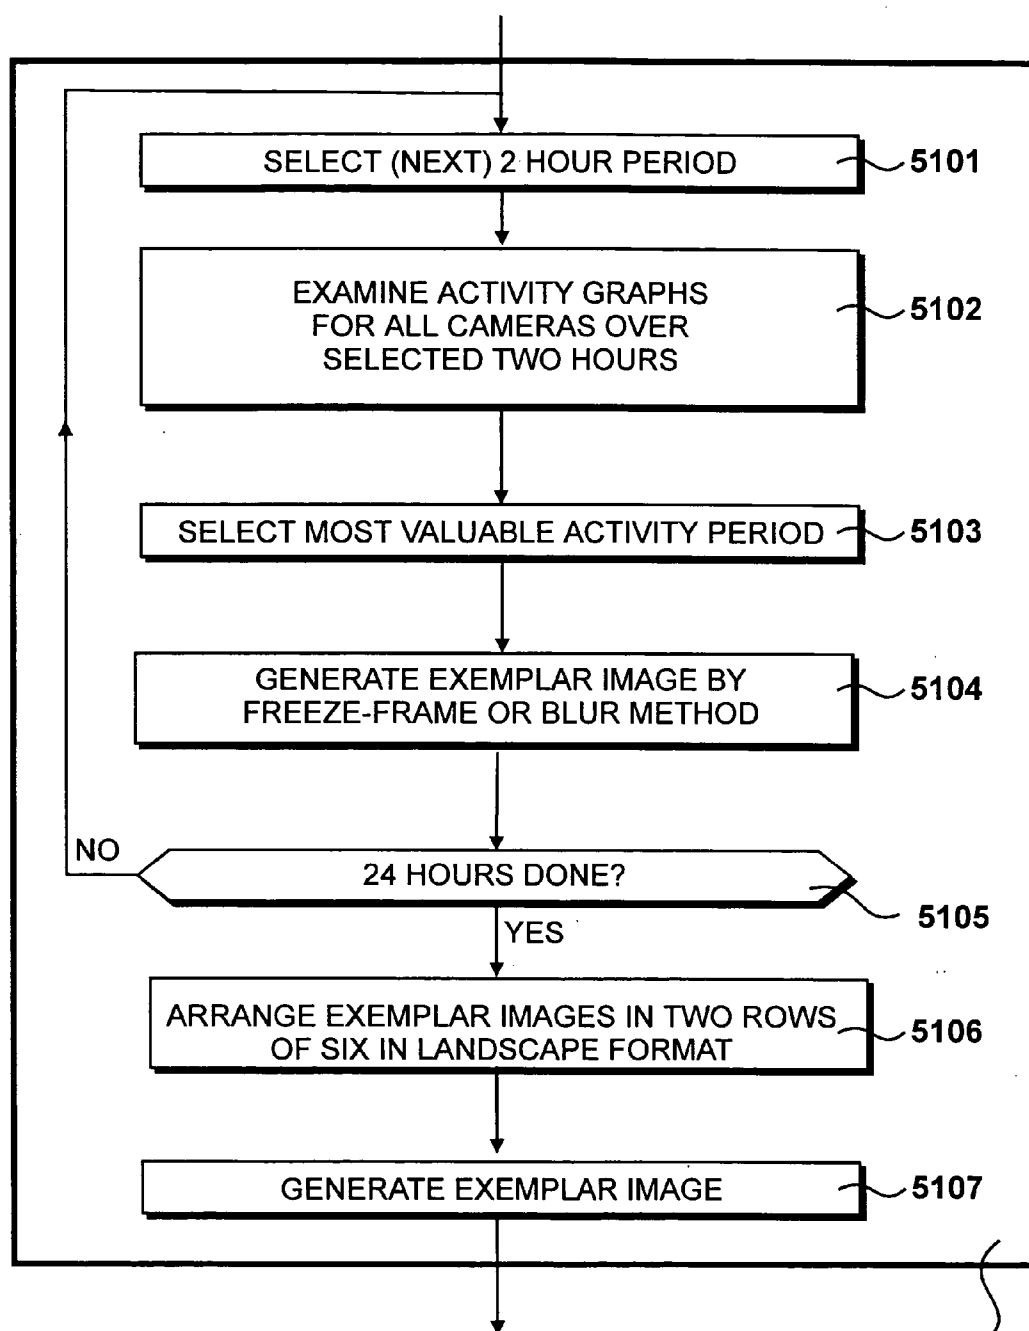 SELECT (NEXT) 2 HOUR PERIOD
5101
EXAMINE ACTIVITY GRAPHS
FOR ALL CAMERAS OVER
SELECTED TWO HOURS
5102
SELECT MOST VALUABLE ACTIVITY PERIOD
5103
GENERATE EXEMPLAR IMAGE BY
FREEZE-FRAME OR BLUR METHOD
5104
NO
24 HOURS DONE?
5105
YES
ARRANGE EXEMPLAR IMAGES IN TWO ROWS
OF SIX IN LANDSCAPE FORMAT
5106
GENERATE EXEMPLAR IMAGE
5107